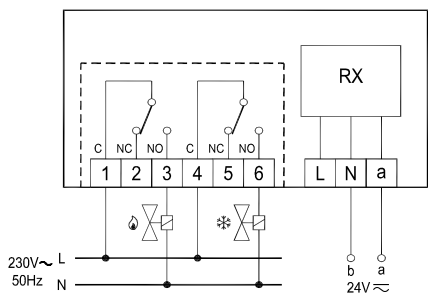 RX
C NC NO C NC NO
1 2 3 4 5 6 L N a
230V~ L
50Hz N
b a
24V ⎓